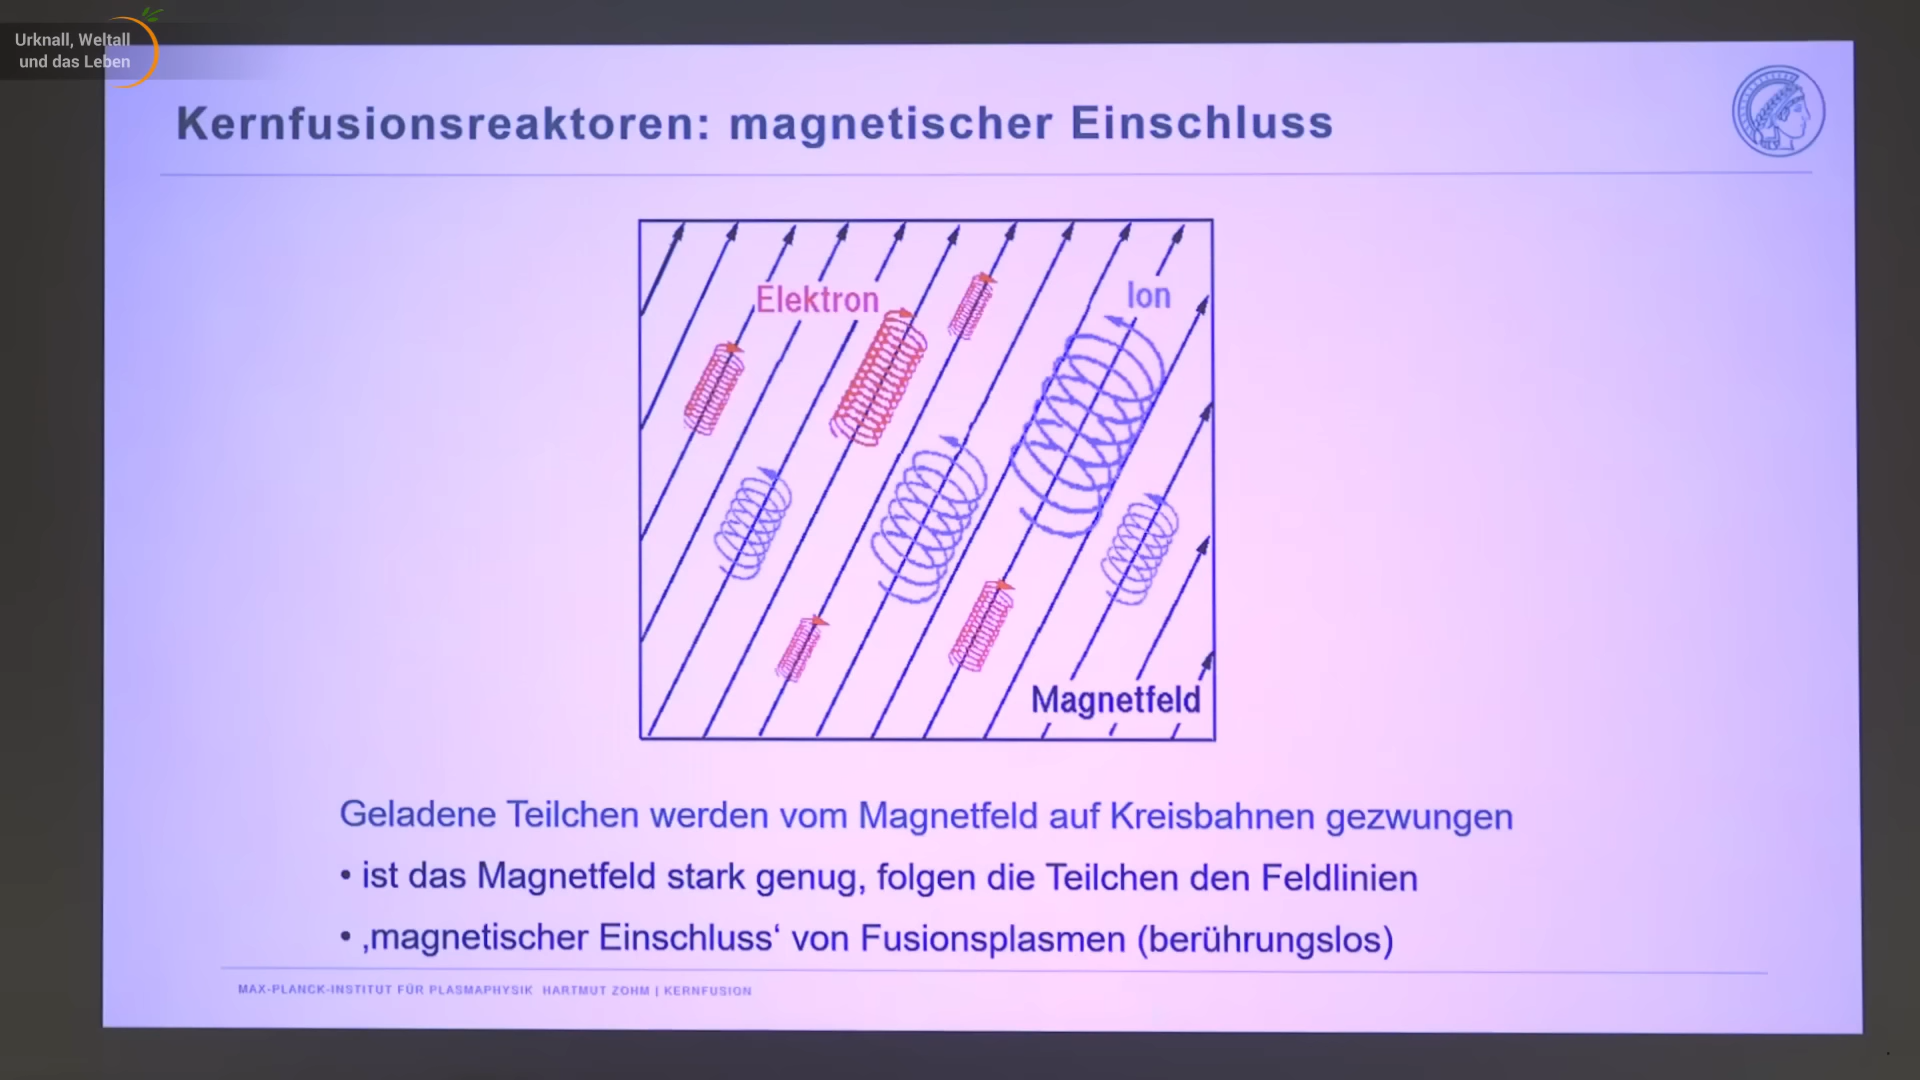 Urknall, Weltall
und das Leben
Kernfusionsreaktoren: magnetischer Einschluss
Elektron
Ion
Magnetfeld
Geladene Teilchen werden vom Magnetfeld auf Kreisbahnen gezwungen
• ist das Magnetfeld stark genug, folgen die Teilchen den Feldlinien
• ‚magnetischer Einschluss‘ von Fusionsplasmen (berührungslos)
MAX-PLANCK-INSTITUT FÜR PLASMAPHYSIK HARTMUT ZOHM | KERNFUSION